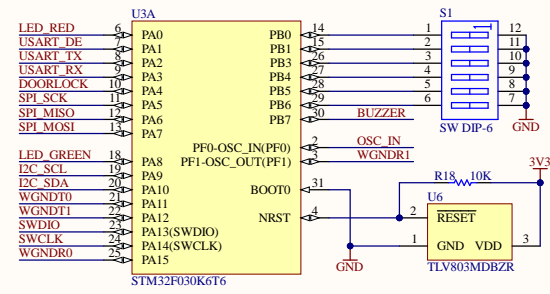 U3A
S1
LED_RED 6 PA0 PB0 14 1 12
USART_DE 7 PA1 PB1 15 2 11
USART_TX 8 PA2 PB3 26 3 10
USART_RX 9 PA3 PB4 27 4 9
DOORLOCK 10 PA4 PB5 28 5 8
SPI_SCK 11 PA5 PB6 29 6 7
SPI_MISO 12 PA6 PB7 30 BUZZER
SPI_MOSI 13 PA7
SW DIP-6
GND
PF0-OSC_IN(PF0) 2 OSC_IN
LED_GREEN 18 PA8 PF1-OSC_OUT(PF1) 3 WGNDR1
I2C_SCL 19 PA9
3V3
I2C_SDA 20 PA10 BOOT0 31
R18 10K
WGNDT0 21 PA11
U6
WGNDT1 22 PA12 NRST 4 2 RESET
SWDIO 23 PA13(SWDIO)
SWCLK 24 PA14(SWCLK) 1 GND VDD 3
WGNDR0 25 PA15
GND
TLV803MDBZR
STM32F030K6T6